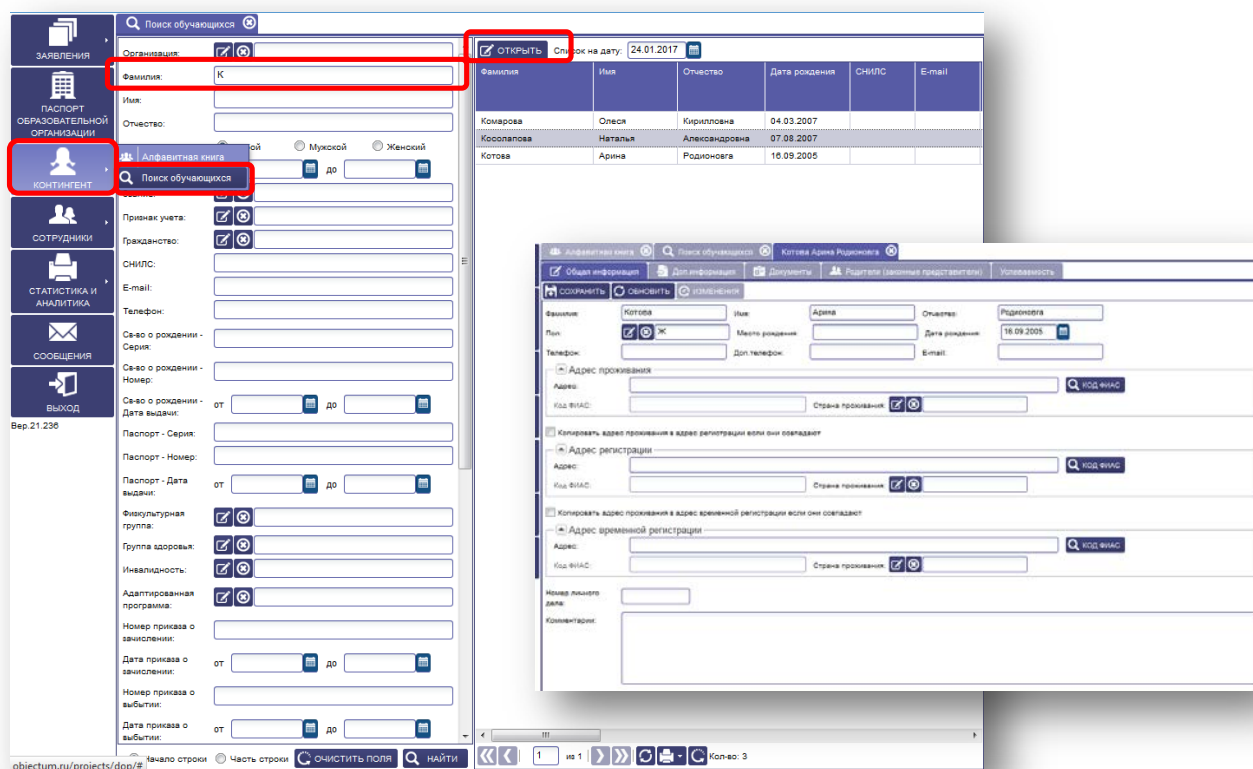 Поиск обучающихся
ЗАЯВЛЕНИЯ
ПАСПОРТ
ОБРАЗОВАТЕЛЬНОЙ
ОРГАНИЗАЦИИ
КОНТИНГЕНТ
СОТРУДНИКИ
СТАТИСТИКА И
АНАЛИТИКА
СООБЩЕНИЯ
ВЫХОД
Вер.21.236
objectum.ru/projects/dop/#
Организация:
Фамилия: К
Имя:
Отчество:
Мужской Женский
Алфавитная книга
до
Поиск обучающихся
Признак учета:
Гражданство:
СНИЛС:
E-mail:
Телефон:
Св-во о рождении -
Серия:
Св-во о рождении -
Номер:
Св-во о рождении -
Дата выдачи: от до
Паспорт - Серия:
Паспорт - Номер:
Паспорт - Дата
выдачи: от до
Физкультурная
группа:
Группа здоровья:
Инвалидность:
Адаптированная
программа:
Номер приказа о
зачислении:
Дата приказа о
зачислении: от до
Номер приказа о
выбытии:
Дата приказа о
выбытии: от до
Начало строки Часть строки ОЧИСТИТЬ ПОЛЯ НАЙТИ
ОТКРЫТЬ Список на дату: 24.01.2017
Фамилия Имя Отчество Дата рождения СНИЛС E-mail
Комарова Олеся Кирилловна 04.03.2007
Косолапова Наталья Александровна 07.08.2007
Котова Арина Родионовга 16.09.2005
1 из 1 Кол-во: 3
Алфавитная книга Поиск обучающихся Котова Арина Родионовга
Общая информация Доп.информация Документы Родители (законные представители) Успеваемость
СОХРАНИТЬ ОБНОВИТЬ ИЗМЕНЕНИЯ
Фамилия: Котова Имя: Арина Отчество: Родионовга
Пол: Ж Место рождения: Дата рождения: 16.09.2005
Телефон: Доп.телефон: E-mail:
Адрес проживания
Адрес: КОД ФИАС
Код ФИАС: Страна проживания:
Копировать адрес проживания в адрес регистрации если они совпадают
Адрес регистрации
Адрес: КОД ФИАС
Код ФИАС: Страна проживания:
Копировать адрес проживания в адрес временной регистрации если они совпадают
Адрес временной регистрации
Адрес: КОД ФИАС
Код ФИАС: Страна проживания:
Номер личного
дела:
Комментарии: